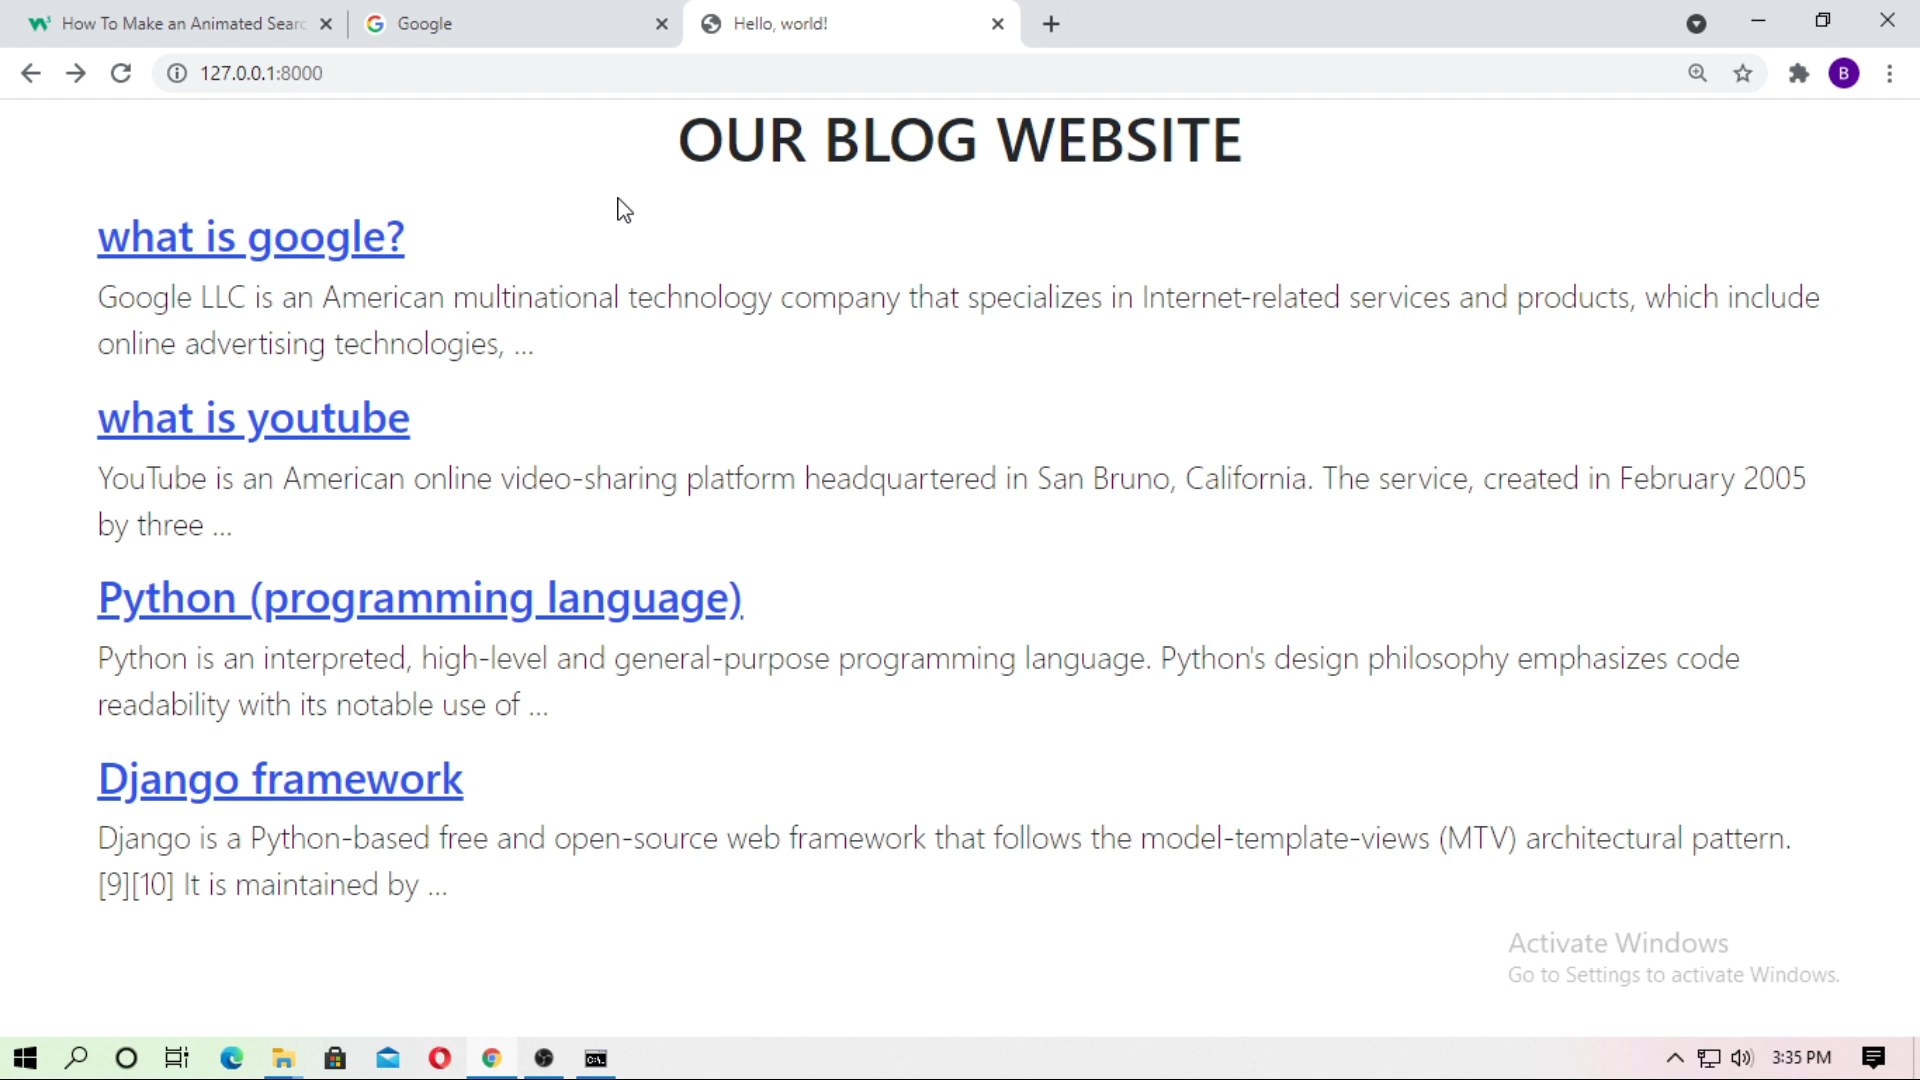 How To Make an Animated Searc
Google
Hello, world!
127.0.0.1:8000
B
OUR BLOG WEBSITE
what is google?
Google LLC is an American multinational technology company that specializes in Internet-related services and products, which include
online advertising technologies, ...
what is youtube
YouTube is an American online video-sharing platform headquartered in San Bruno, California. The service, created in February 2005
by three ...
Python (programming language)
Python is an interpreted, high-level and general-purpose programming language. Python's design philosophy emphasizes code
readability with its notable use of ...
Django framework
Django is a Python-based free and open-source web framework that follows the model-template-views (MTV) architectural pattern.
[9][10] It is maintained by ...
Activate Windows
Go to Settings to activate Windows.
3:35 PM